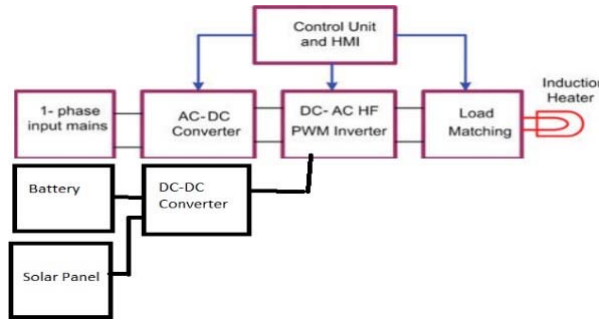 Control Unit
and HMI
Induction
Heater
1- phase
input mains
AC-DC
Converter
DC- AC HF
PWM Inverter
Load
Matching
Battery
DC-DC
Converter
Solar Panel